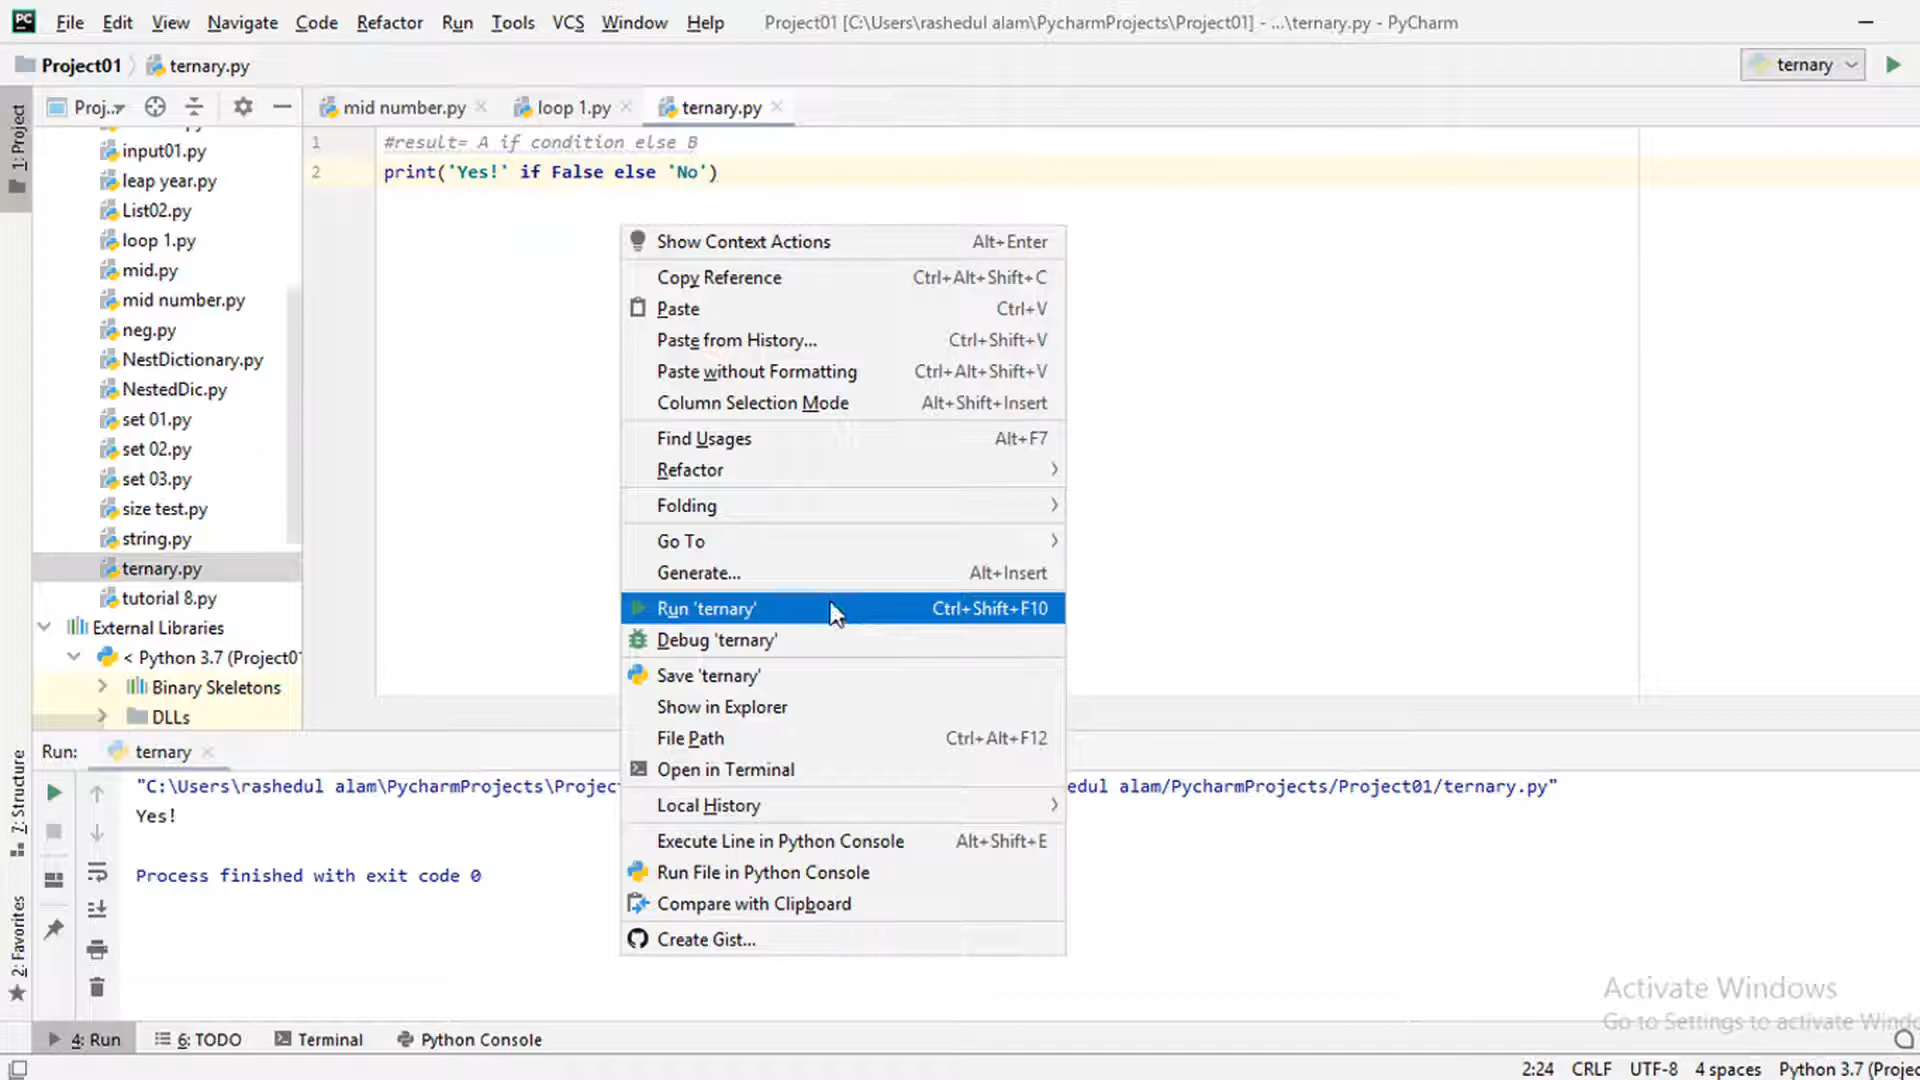 File Edit View Navigate Code Refactor Run Tools VCS Window Help Project01 [C:\Users\rashedul alam\PycharmProjects\Project01] - ...\ternary.py - PyCharm
Project01 ternary.py ternary
Proj.. mid number.py loop 1.py ternary.py
1: Project
input01.py
leap year.py
List02.py
loop 1.py
mid.py
mid number.py
neg.py
NestDictionary.py
NestedDic.py
set 01.py
set 02.py
set 03.py
size test.py
string.py
ternary.py
tutorial 8.py
External Libraries
< Python 3.7 (Project0
Binary Skeletons
DLLs
1 #result= A if condition else B
2 print('Yes!' if False else 'No')
Show Context Actions Alt+Enter
Copy Reference Ctrl+Alt+Shift+C
Paste Ctrl+V
Paste from History... Ctrl+Shift+V
Paste without Formatting Ctrl+Alt+Shift+V
Column Selection Mode Alt+Shift+Insert
Find Usages Alt+F7
Refactor
Folding
Go To
Generate... Alt+Insert
Run 'ternary' Ctrl+Shift+F10
Debug 'ternary'
Save 'ternary'
Show in Explorer
File Path Ctrl+Alt+F12
Open in Terminal
Local History
Execute Line in Python Console Alt+Shift+E
Run File in Python Console
Compare with Clipboard
Create Gist...
Run: ternary
"C:\Users\rashedul alam\PycharmProjects\Projec edul alam/PycharmProjects/Project01/ternary.py"
Yes!
Process finished with exit code 0
7: Structure
2: Favorites
Activate Windows
Go to Settings to activate Windo
4: Run 6: TODO Terminal Python Console
2:24 CRLF UTF-8 4 spaces Python 3.7 (Projec